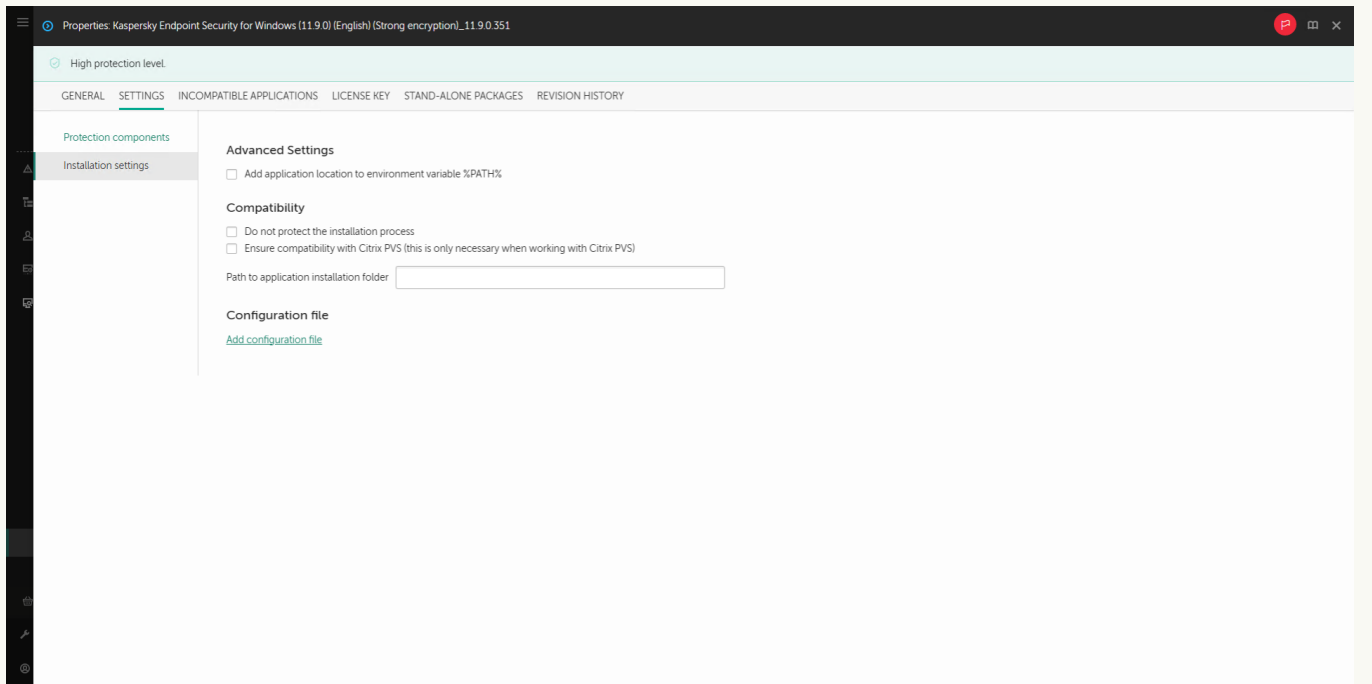 Properties: Kaspersky Endpoint Security for Windows (11.9.0) (English) (Strong encryption)_11.9.0.351
High protection level.
GENERAL SETTINGS INCOMPATIBLE APPLICATIONS LICENSE KEY STAND-ALONE PACKAGES REVISION HISTORY
Protection components
Installation settings
Advanced Settings
Add application location to environment variable %PATH%
Compatibility
Do not protect the installation process
Ensure compatibility with Citrix PVS (this is only necessary when working with Citrix PVS)
Path to application installation folder
Configuration file
Add configuration file